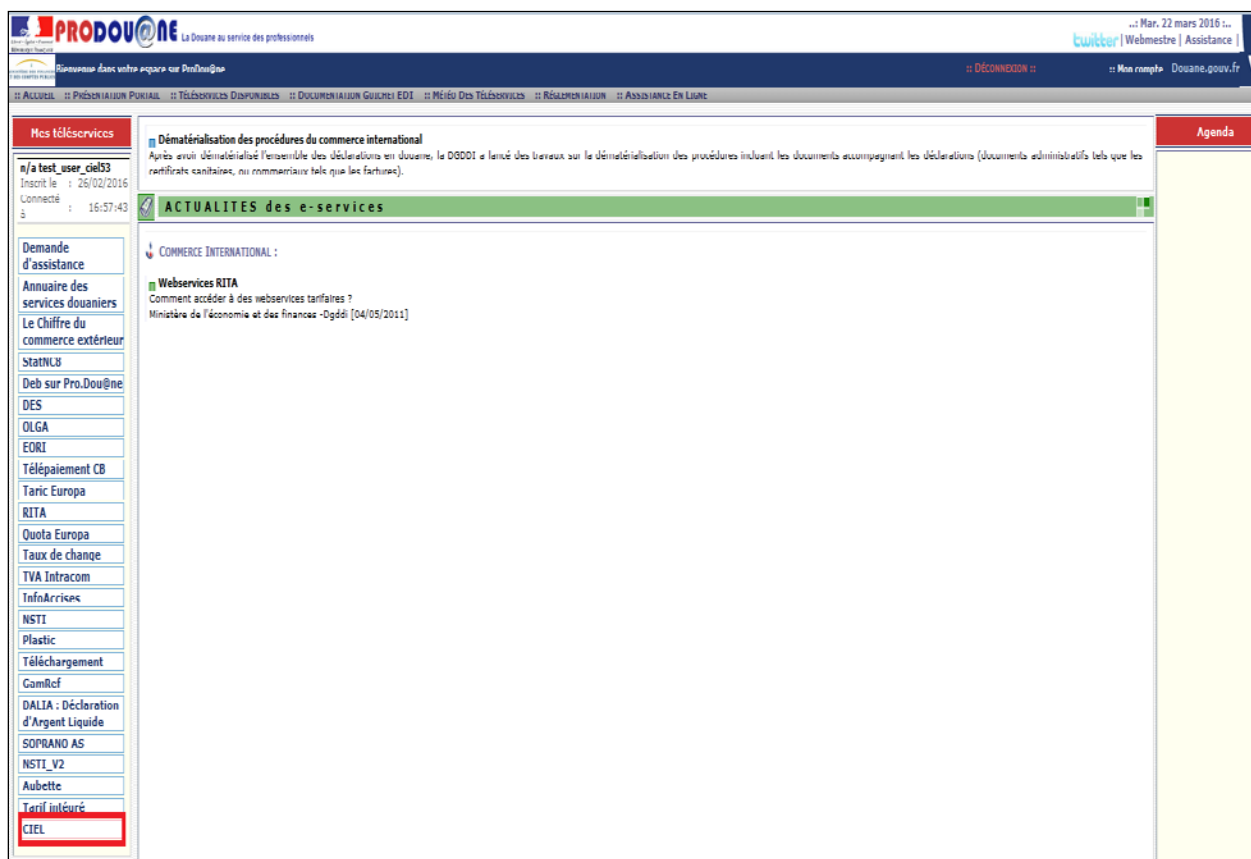 PRODOU@NE La Douane au service des professionnels
..: Mar. 22 mars 2016 :..
twitter | Webmestre | Assistance |
Bienvenue dans votre espace sur ProDou@ne
:: DÉCONNEXION ::
:: Mon compte Douane.gouv.fr
:: ACCUEIL :: PRÉSENTATION PORTAIL :: TÉLÉSERVICES DISPONIBLES :: DOCUMENTATION GUICHET EDI :: MÉTÉO DES TÉLÉSERVICES :: RÉGLEMENTATION :: ASSISTANCE EN LIGNE
Mes téléservices
n/a test_user_ciel53
Inscrit le : 26/02/2016
Connecté à : 16:57:43
Demande
d'assistance
Annuaire des
services douaniers
Le Chiffre du
commerce extérieur
StatNC8
Deb sur Pro.Dou@ne
DES
OLGA
EORI
Télépaiement CB
Taric Europa
RITA
Quota Europa
Taux de change
TVA Intracom
InfoAccises
NSTI
Plastic
Téléchargement
GamRef
DALIA : Déclaration
d'Argent Liquide
SOPRANO AS
NSTI_V2
Aubette
Tarif intégré
CIEL
Dématérialisation des procédures du commerce international
Après avoir dématérialisé l'ensemble des déclarations en douane, la DGDDI a lancé des travaux sur la dématérialisation des procédures incluant les documents accompagnant les déclarations (documents administratifs tels que les
certificats sanitaires, ou commerciaux tels que les factures).
ACTUALITES des e-services
COMMERCE INTERNATIONAL :
Webservices RITA
Comment accéder à des webservices tarifaires ?
Ministère de l'économie et des finances -Dgddi [04/05/2011]
Agenda